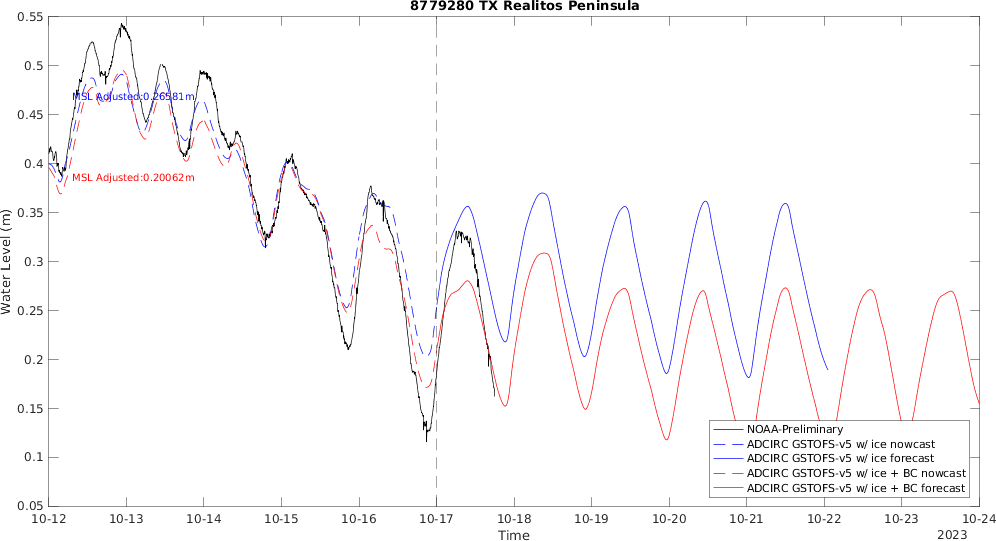 8779280 TX Realitos Peninsula
Water Level (m)
0.55
0.5
0.45
0.4
0.35
0.3
0.25
0.2
0.15
0.1
0.05
MSL Adjusted:0.26581m
MSL Adjusted:0.20062m
NOAA-Preliminary
ADCIRC GSTOFS-v5 w/ ice nowcast
ADCIRC GSTOFS-v5 w/ ice forecast
ADCIRC GSTOFS-v5 w/ ice + BC nowcast
ADCIRC GSTOFS-v5 w/ ice + BC forecast
10-12 10-13 10-14 10-15 10-16 10-17 10-18 10-19 10-20 10-21 10-22 10-23 10-24
Time
2023